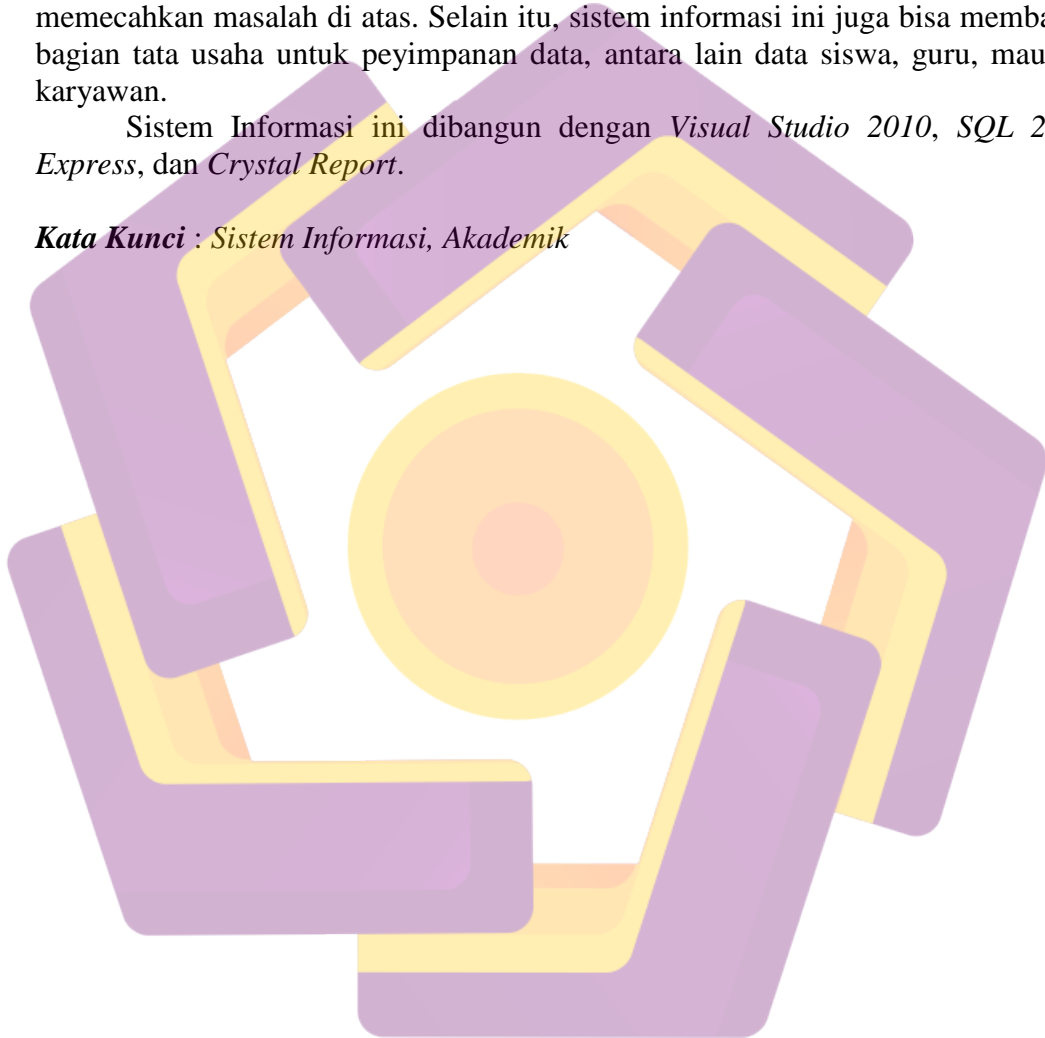 memecahkan masalah di atas. Selain itu, sistem informasi ini juga bisa memba
bagian tata usaha untuk peyimpanan data, antara lain data siswa, guru, mau
karyawan.
Sistem Informasi ini dibangun dengan Visual Studio 2010, SQL 2
Express, dan Crystal Report.
Kata Kunci : Sistem Informasi, Akademik